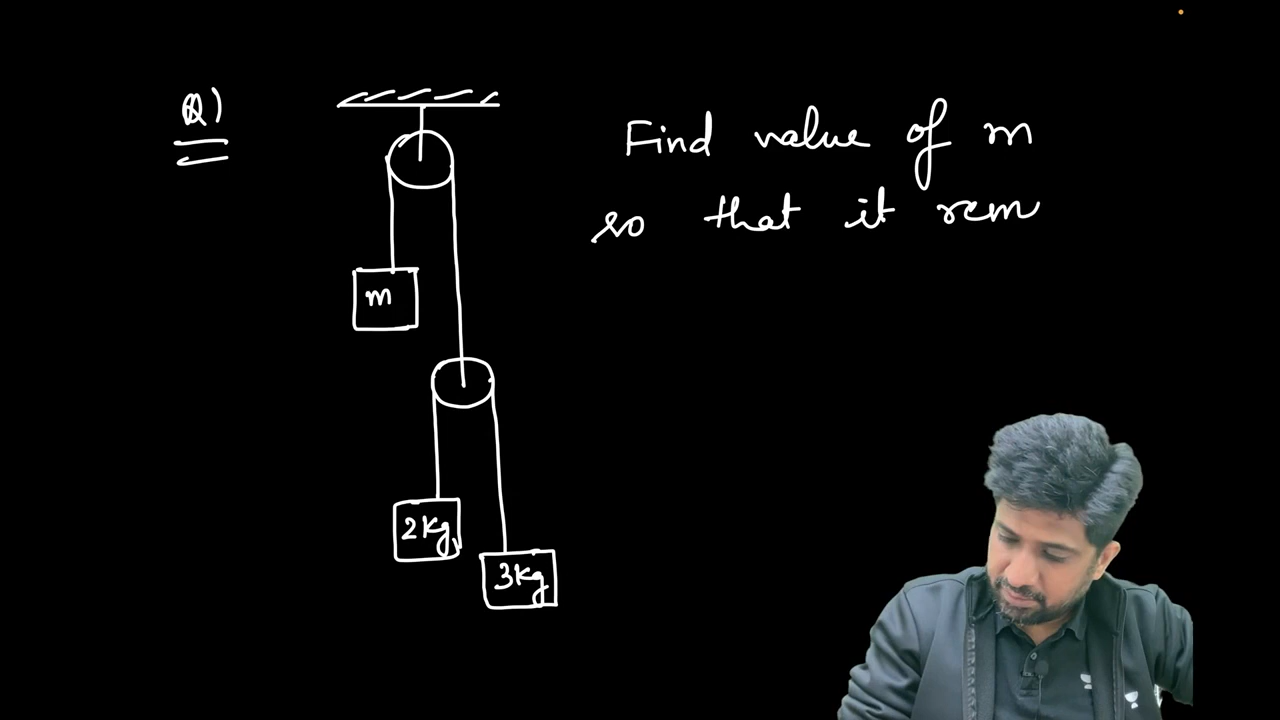 Q)
Find value of m
so that it rem
m
2kg
3kg